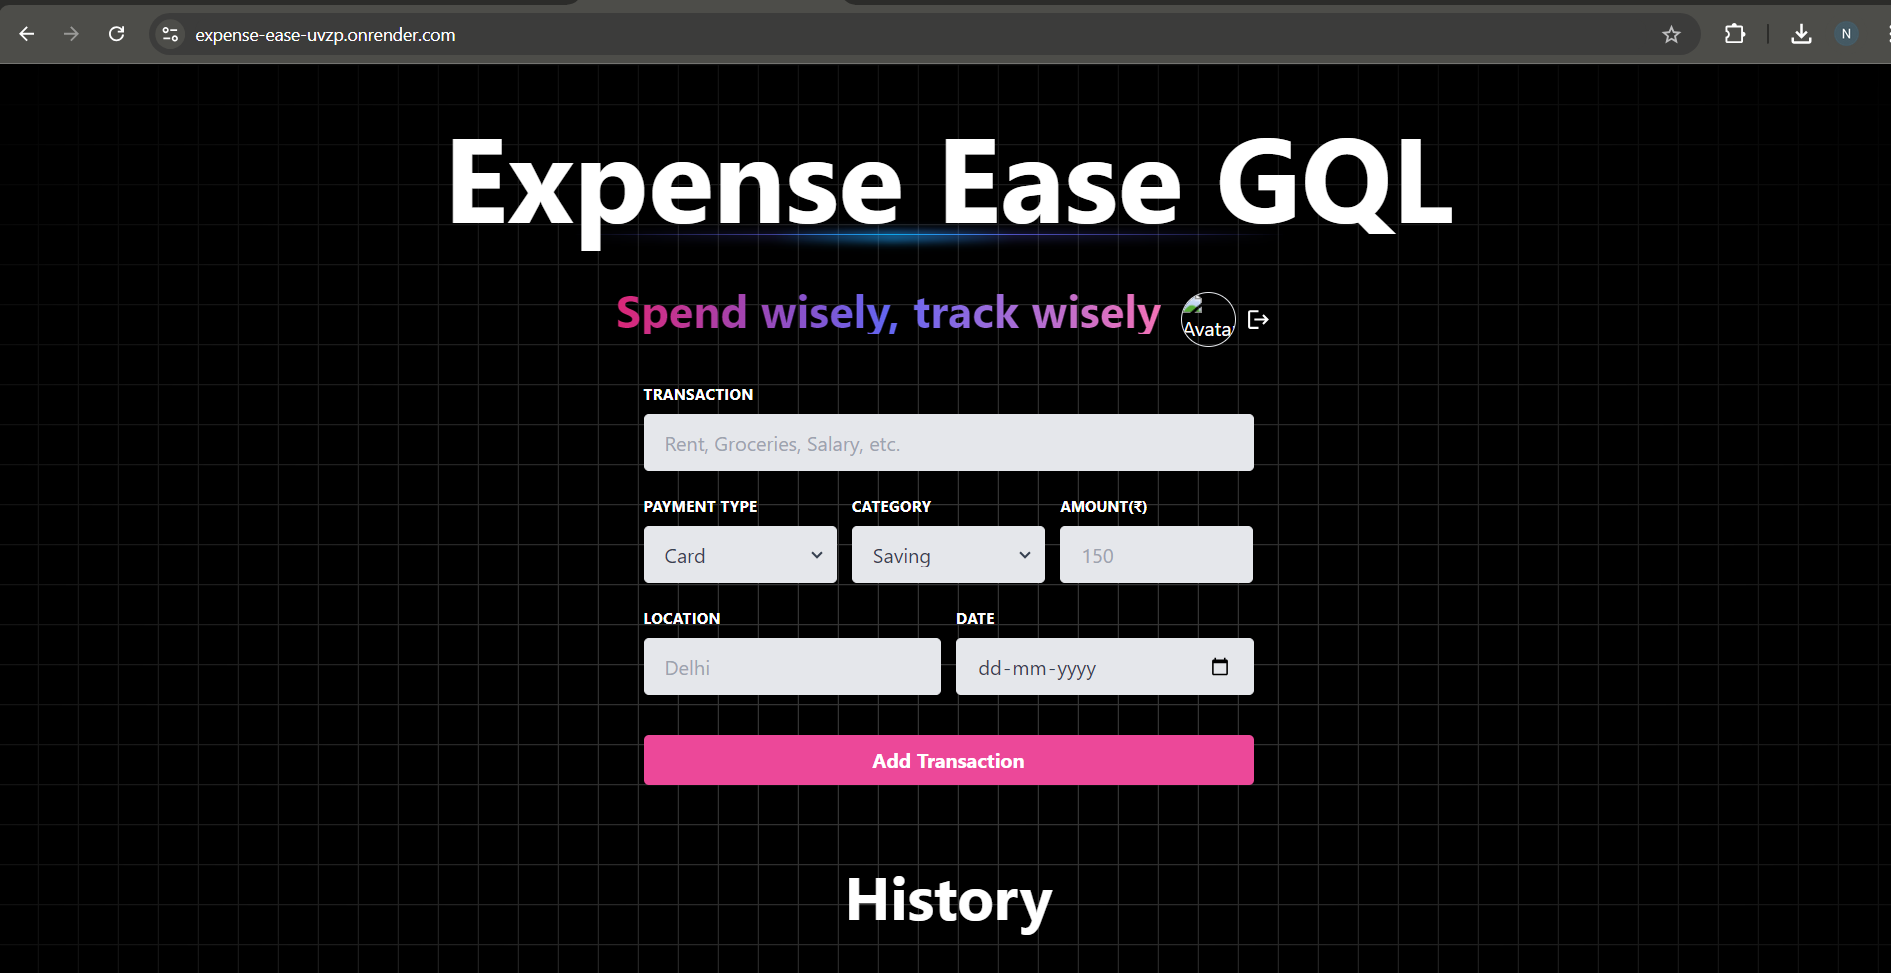 expense-ease-uvzp.onrender.com
N
Expense Ease GQL
Spend wisely, track wisely
Avatar
TRANSACTION
Rent, Groceries, Salary, etc.
PAYMENT TYPE CATEGORY AMOUNT(₹)
Card Saving 150
LOCATION DATE
Delhi dd-mm-yyyy
Add Transaction
History